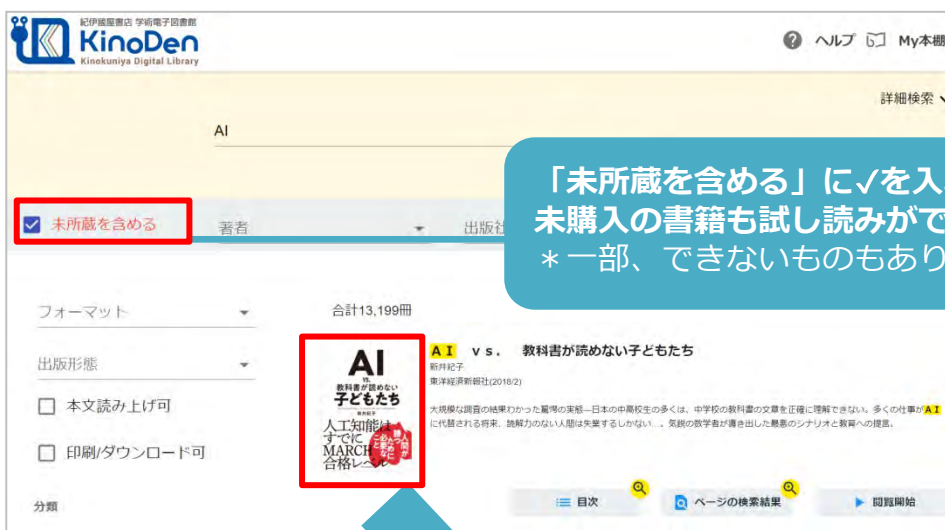 紀伊國屋書店 学術電子図書館
KinoDen
Kinokuniya Digital Library
ヘルプ My本棚
詳細検索
AI
「未所蔵を含める」に✓を入
未購入の書籍も試し読みがで
＊一部、できないものもあり
未所蔵を含める 著者 出版社
フォーマット
合計13,199冊
出版形態
本文読み上げ可
印刷/ダウンロード可
分類
AI
vs.
教科書が読めない
子どもたち
新井紀子
人工知能は
すでに
MARCH
合格レベル
人間が
勝つために
必要な
こと
AI vs. 教科書が読めない子どもたち
新井紀子
東洋経済新報社(2018/2)
大規模な調査の結果わかった驚愕の実態―日本の中高校生の多くは、中学校の教科書の文章を正確に理解できない。多くの仕事がAI
に代替される将来、読解力のない人間は失業するしかない…。気鋭の数学者が導き出した最悪のシナリオと教育への提言。
目次 ページの検索結果 閲覧開始